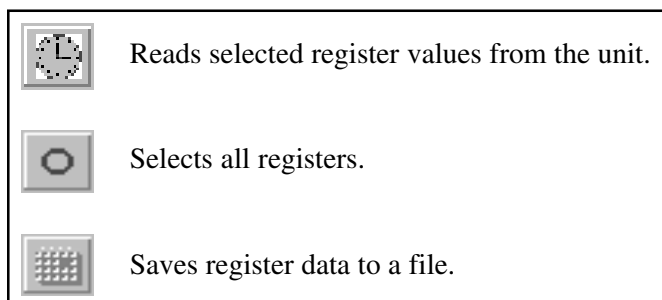 Reads selected register values from the unit.
Selects all registers.
Saves register data to a file.